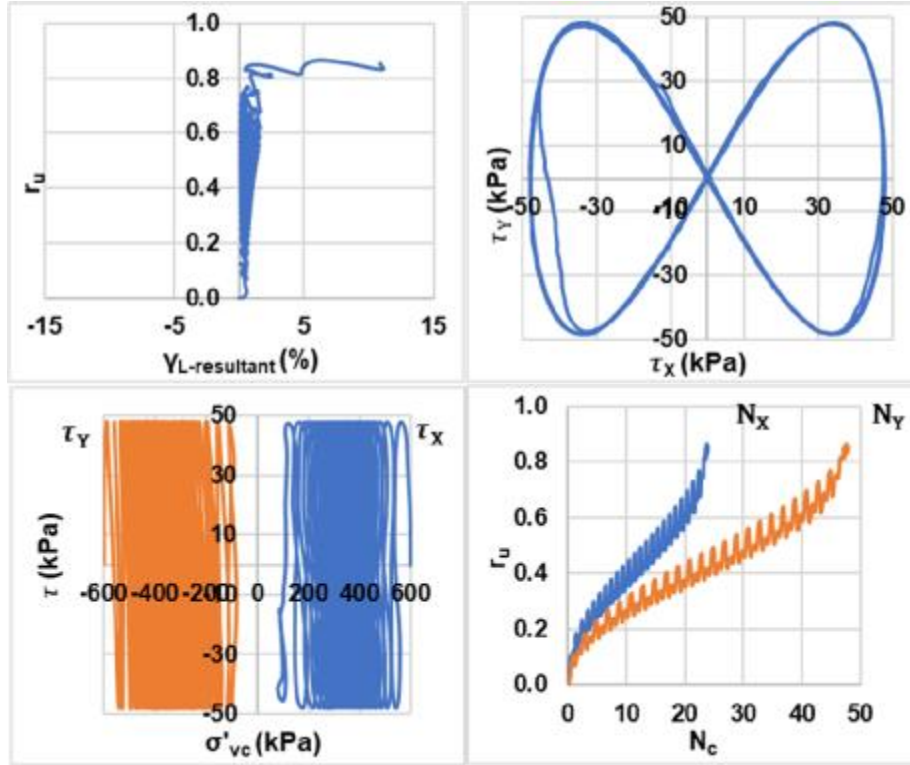 1.0
0.8
0.6
0.4
0.2
0.0
r_u
-15 -5 5 15
γ_L-resultant (%)
50
30
10
-10
-30
-50
τ_Y (kPa)
-50 -30 -10 10 30 50
τ_X (kPa)
τ_Y τ_X
50
30
10
-10
-30
-50
τ (kPa)
-600 -400 -200 0 200 400 600
σ'_vc (kPa)
N_X N_Y
1.0
0.8
0.6
0.4
0.2
0.0
r_u
0 10 20 30 40 50
N_c